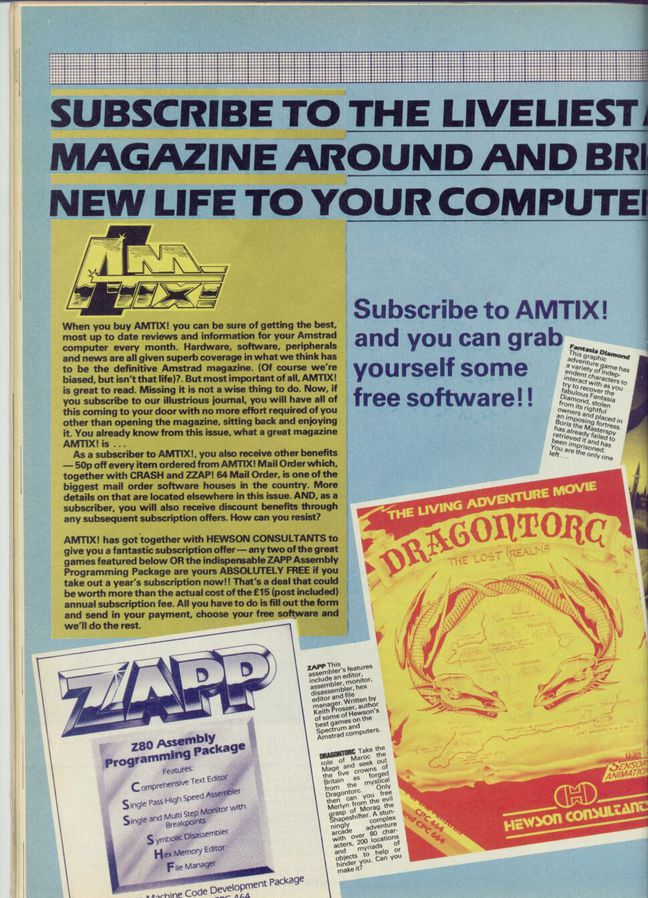 SUBSCRIBE TO THE LIVELIEST
MAGAZINE AROUND AND BRI
NEW LIFE TO YOUR COMPUTE
AMTIX!
When you buy AMTIX! you can be sure of getting the best,
most up to date reviews and information for your Amstrad
computer every month. Hardware, software, peripherals
and news are all given superb coverage in what we think has
to be the definitive Amstrad magazine. (Of course we're
biased, but isn't that life)?. But most important of all, AMTIX!
is great to read. Missing it is not a wise thing to do. Now, if
you subscribe to our illustrious journal, you will have all of
this coming to your door with no more effort required of you
other than opening the magazine, sitting back and enjoying
it. You already know from this issue, what a great magazine
AMTIX! is . . .
As a subscriber to AMTIX!, you also receive other benefits
— 50p off every item ordered from AMTIX! Mail Order which,
together with CRASH and ZZAP! 64 Mail Order, is one of the
biggest mail order software houses in the country. More
details on that are located elsewhere in this issue. AND, as a
subscriber, you will also receive discount benefits through
any subsequent subscription offers. How can you resist?
AMTIX! has got together with HEWSON CONSULTANTS to
give you a fantastic subscription offer — any two of the great
games featured below OR the indispensable ZAPP Assembly
Programming Package are yours ABSOLUTELY FREE if you
take out a year's subscription now!! That's a deal that could
be worth more than the actual cost of the £15 (post included)
annual subscription fee. All you have to do is fill out the form
and send in your payment, choose your free software and
we'll do the rest.
Subscribe to AMTIX!
and you can grab
yourself some
free software!!
Fantasia Diamond
This graphic
adventure game has
a variety of indep-
endent characters to
interact with as you
try to recover the
fabulous Fantasia
Diamond, stolen
from its rightful
owners and placed in
an imposing fortress.
Boris the Masterspy
has already failed to
retrieved it and has
been imprisoned.
You are the only one
left . . .
THE LIVING ADVENTURE MOVIE
DRAGONTORC
THE LOST REALMS
With
SENSOR
ANIMATION
CPC 464
and CPC 664
HEWSON CONSULTANTS
ZAPP
Z80 Assembly
Programming Package
Features:
Comprehensive Text Editor
Single Pass High Speed Assembler
Single and Multi Step Monitor with
Breakpoints
Symbolic Disassembler
Hex Memory Editor
File Manager
Machine Code Development Package
CPC 464
ZAPP This
assembler's features
include an editor,
assembler, monitor,
disassembler, hex
editor and file
manager. Written by
Keith Prosser, author
of some of Hewson's
best games on the
Spectrum and
Amstrad computers.
DRAGONTORC Take the
role of Maroc the
Mage and seek out
the five crowns of
Britain as forged
from the mystical
Dragontorc. Only
then can you free
Merlyn from the evil
grasp of Morag the
Shapeshifter. A stun-
ningly complex
arcade adventure
with over 80 char-
acters, 200 locations
and myriads of
objects to help or
hinder you. Can you
make it?